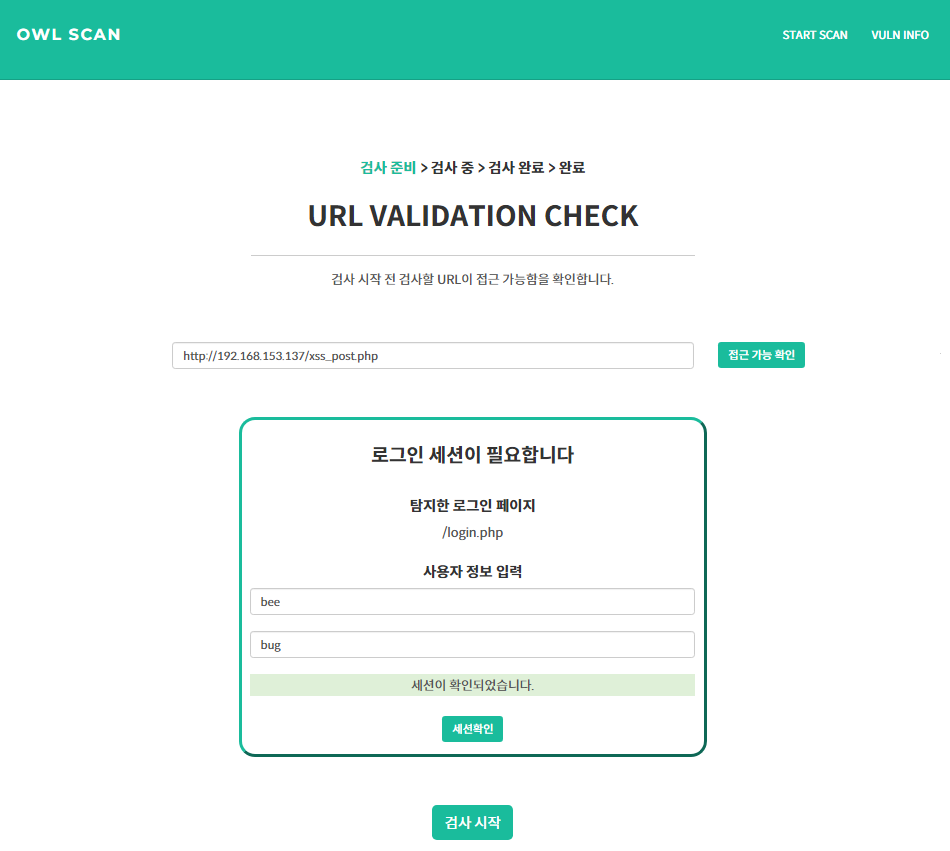 OWL SCAN
START SCAN
VULN INFO
검사 준비 > 검사 중 > 검사 완료 > 완료
URL VALIDATION CHECK
검사 시작 전 검사할 URL이 접근 가능함을 확인합니다.
http://192.168.153.137/xss_post.php
접근 가능 확인
로그인 세션이 필요합니다
탐지한 로그인 페이지
/login.php
사용자 정보 입력
bee
bug
세션이 확인되었습니다.
세션확인
검사 시작